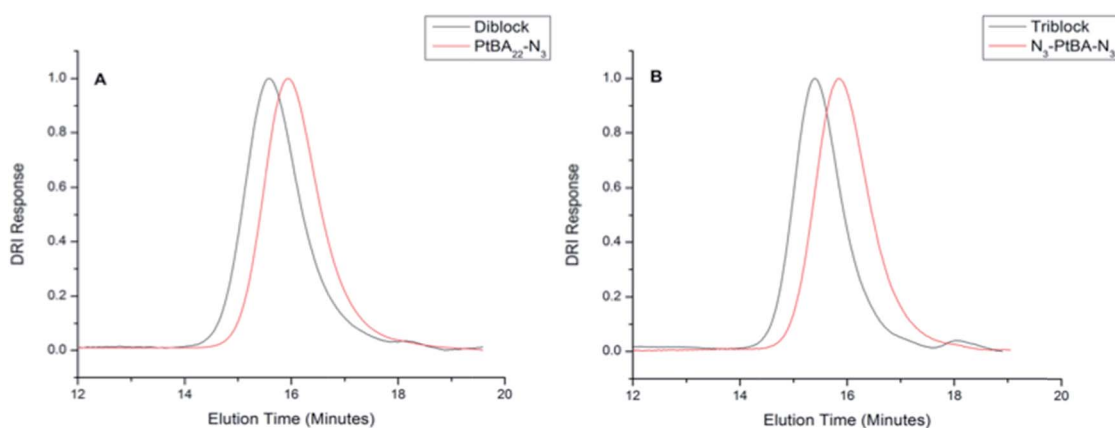 Diblock
PtBA₂₂-N₃
A
1.0
0.8
0.6
0.4
0.2
0.0
DRI Response
12 14 16 18 20
Elution Time (Minutes)
Triblock
N₃-PtBA-N₃
B
1.0
0.8
0.6
0.4
0.2
0.0
DRI Response
12 14 16 18 20
Elution Time (Minutes)